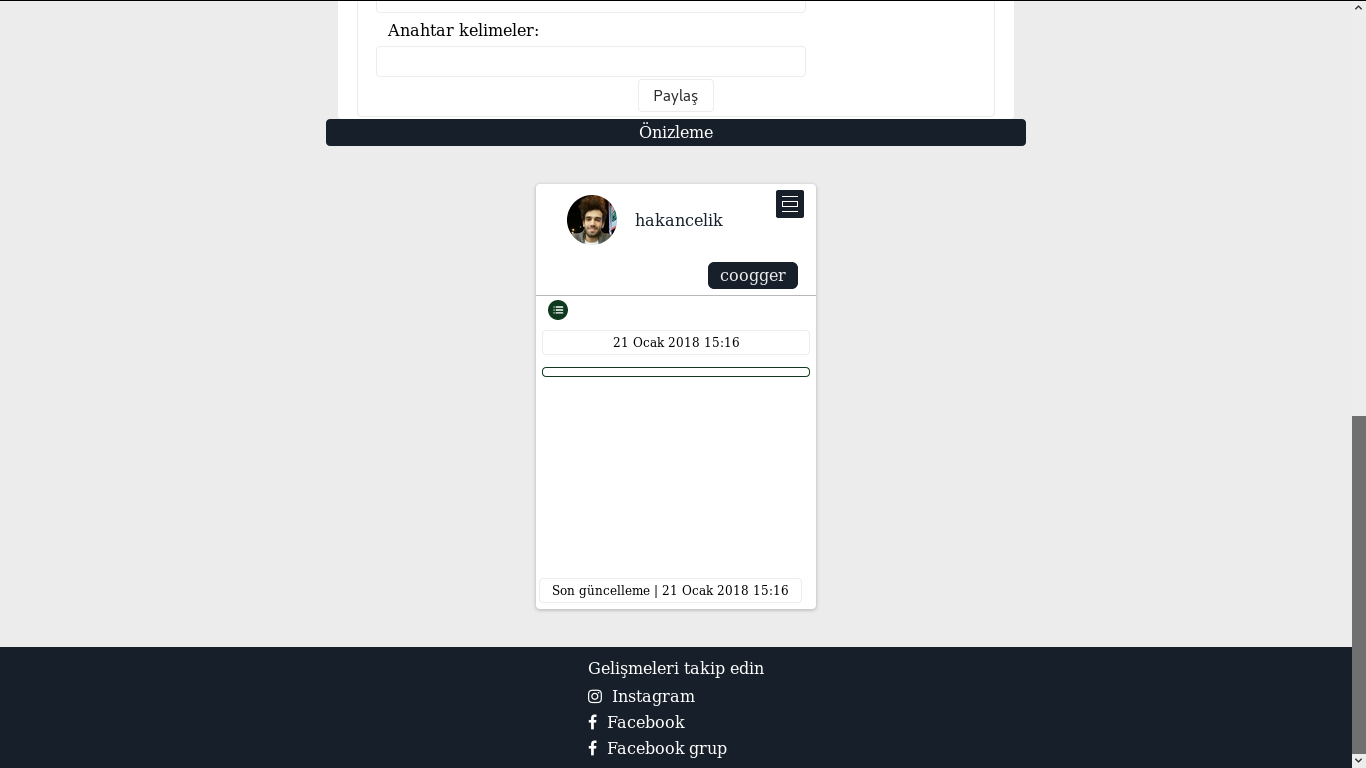 Anahtar kelimeler:
Paylaş
Önizleme
hakancelik
coogger
21 Ocak 2018 15:16
Son güncelleme | 21 Ocak 2018 15:16
Gelişmeleri takip edin
Instagram
Facebook
Facebook grup